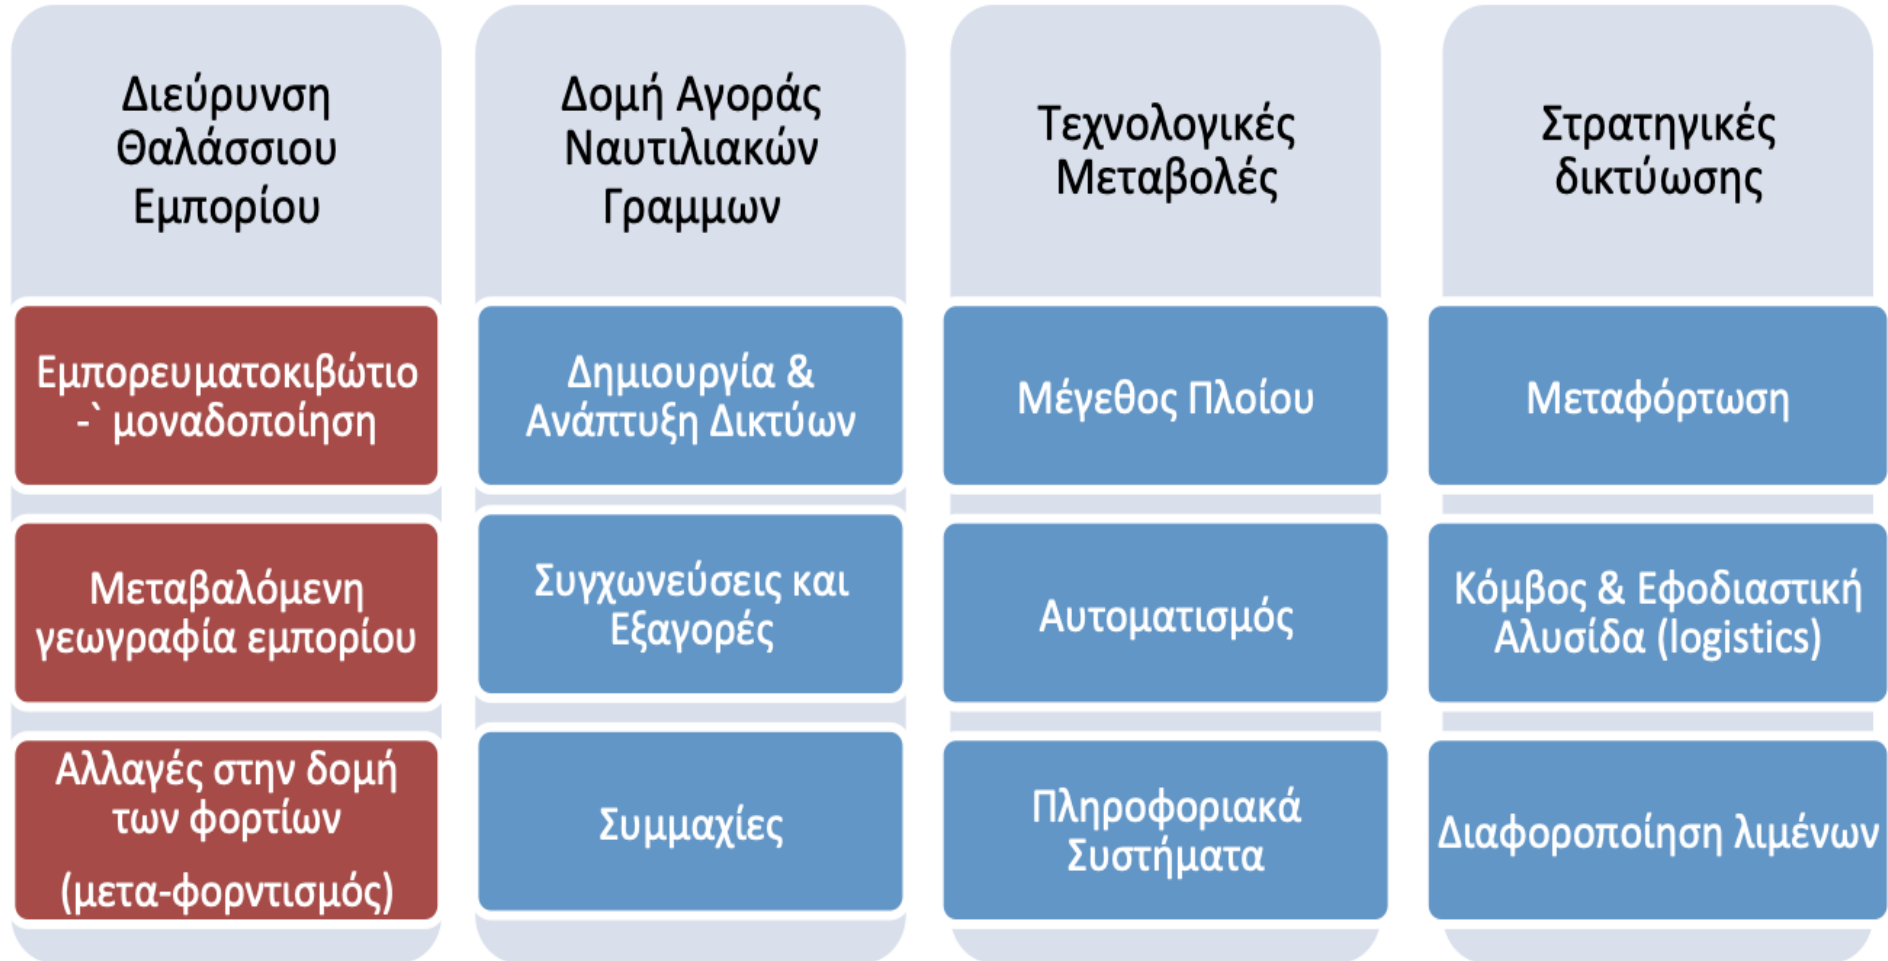 Διεύρυνση
Θαλάσσιου
Εμπορίου
Εμπορευματοκιβώτιο
-` μοναδοποίηση
Μεταβαλόμενη
γεωγραφία εμπορίου
Αλλαγές στην δομή
των φορτίων
(μετα-φορντισμός)
Δομή Αγοράς
Ναυτιλιακών
Γραμμων
Δημιουργία &
Ανάπτυξη Δικτύων
Συγχωνεύσεις και
Εξαγορές
Συμμαχίες
Τεχνολογικές
Μεταβολές
Μέγεθος Πλοίου
Αυτοματισμός
Πληροφοριακά
Συστήματα
Στρατηγικές
δικτύωσης
Μεταφόρτωση
Κόμβος & Εφοδιαστική
Αλυσίδα (logistics)
Διαφοροποίηση λιμένων